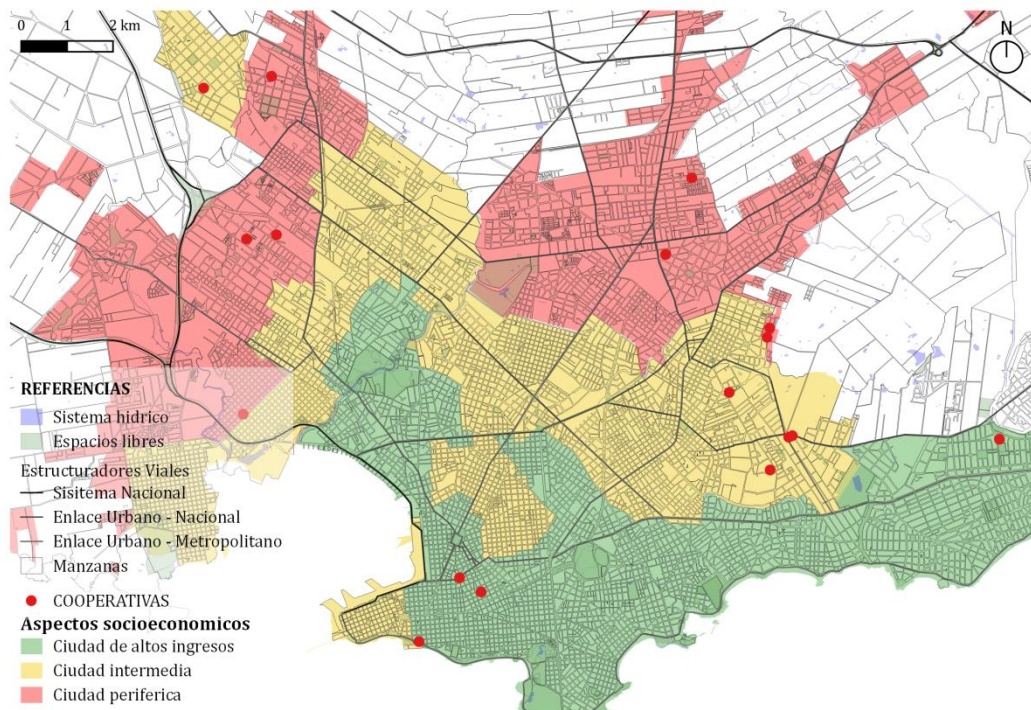 0 1 2 km
N
REFERENCIAS
Sistema hidrico
Espacios libres
Estructuradores Viales
Sisitema Nacional
Enlace Urbano - Nacional
Enlace Urbano - Metropolitano
Manzanas
COOPERATIVAS
Aspectos socioeconomicos
Ciudad de altos ingresos
Ciudad intermedia
Ciudad periferica